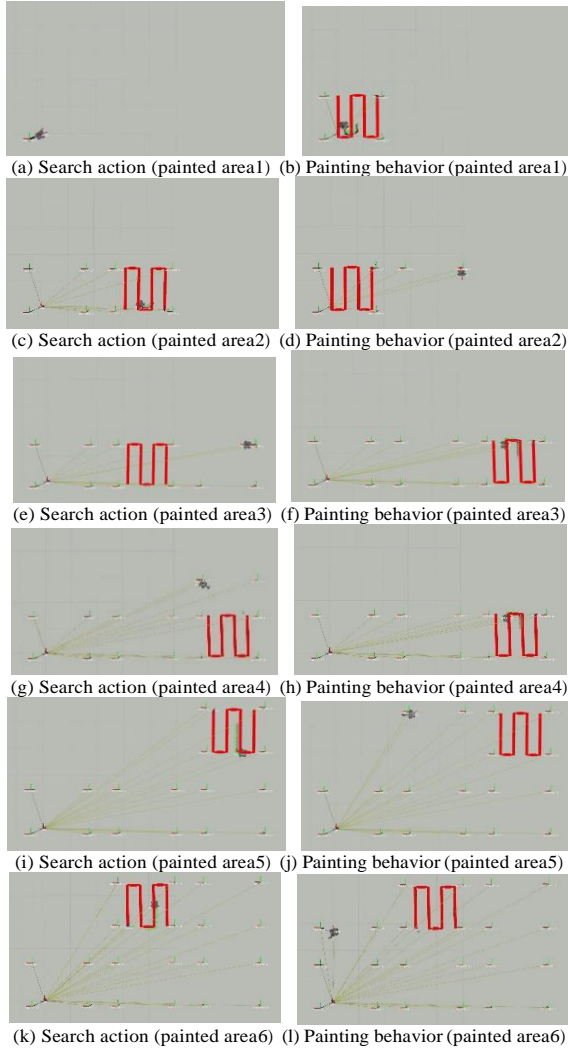 (a) Search action (painted area1) (b) Painting behavior (painted area1)
(c) Search action (painted area2) (d) Painting behavior (painted area2)
(e) Search action (painted area3) (f) Painting behavior (painted area3)
(g) Search action (painted area4) (h) Painting behavior (painted area4)
(i) Search action (painted area5) (j) Painting behavior (painted area5)
(k) Search action (painted area6) (l) Painting behavior (painted area6)